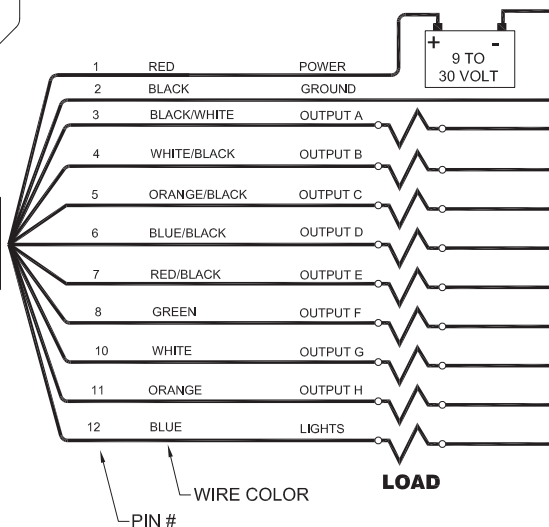 + -
9 TO
30 VOLT
1 RED POWER
2 BLACK GROUND
3 BLACK/WHITE OUTPUT A
4 WHITE/BLACK OUTPUT B
5 ORANGE/BLACK OUTPUT C
6 BLUE/BLACK OUTPUT D
7 RED/BLACK OUTPUT E
8 GREEN OUTPUT F
10 WHITE OUTPUT G
11 ORANGE OUTPUT H
12 BLUE LIGHTS
LOAD
WIRE COLOR
PIN #